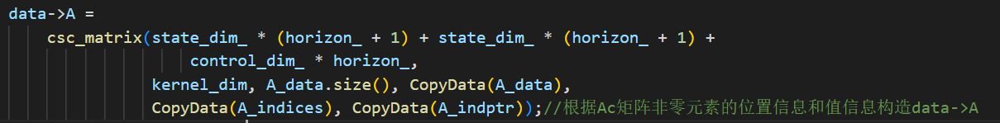 data->A =
csc_matrix(state_dim_ * (horizon_ + 1) + state_dim_ * (horizon_ + 1) +
control_dim_ * horizon_,
kernel_dim, A_data.size(), CopyData(A_data),
CopyData(A_indices), CopyData(A_indptr));//根据Ac矩阵非零元素的位置信息和值信息构造data->A